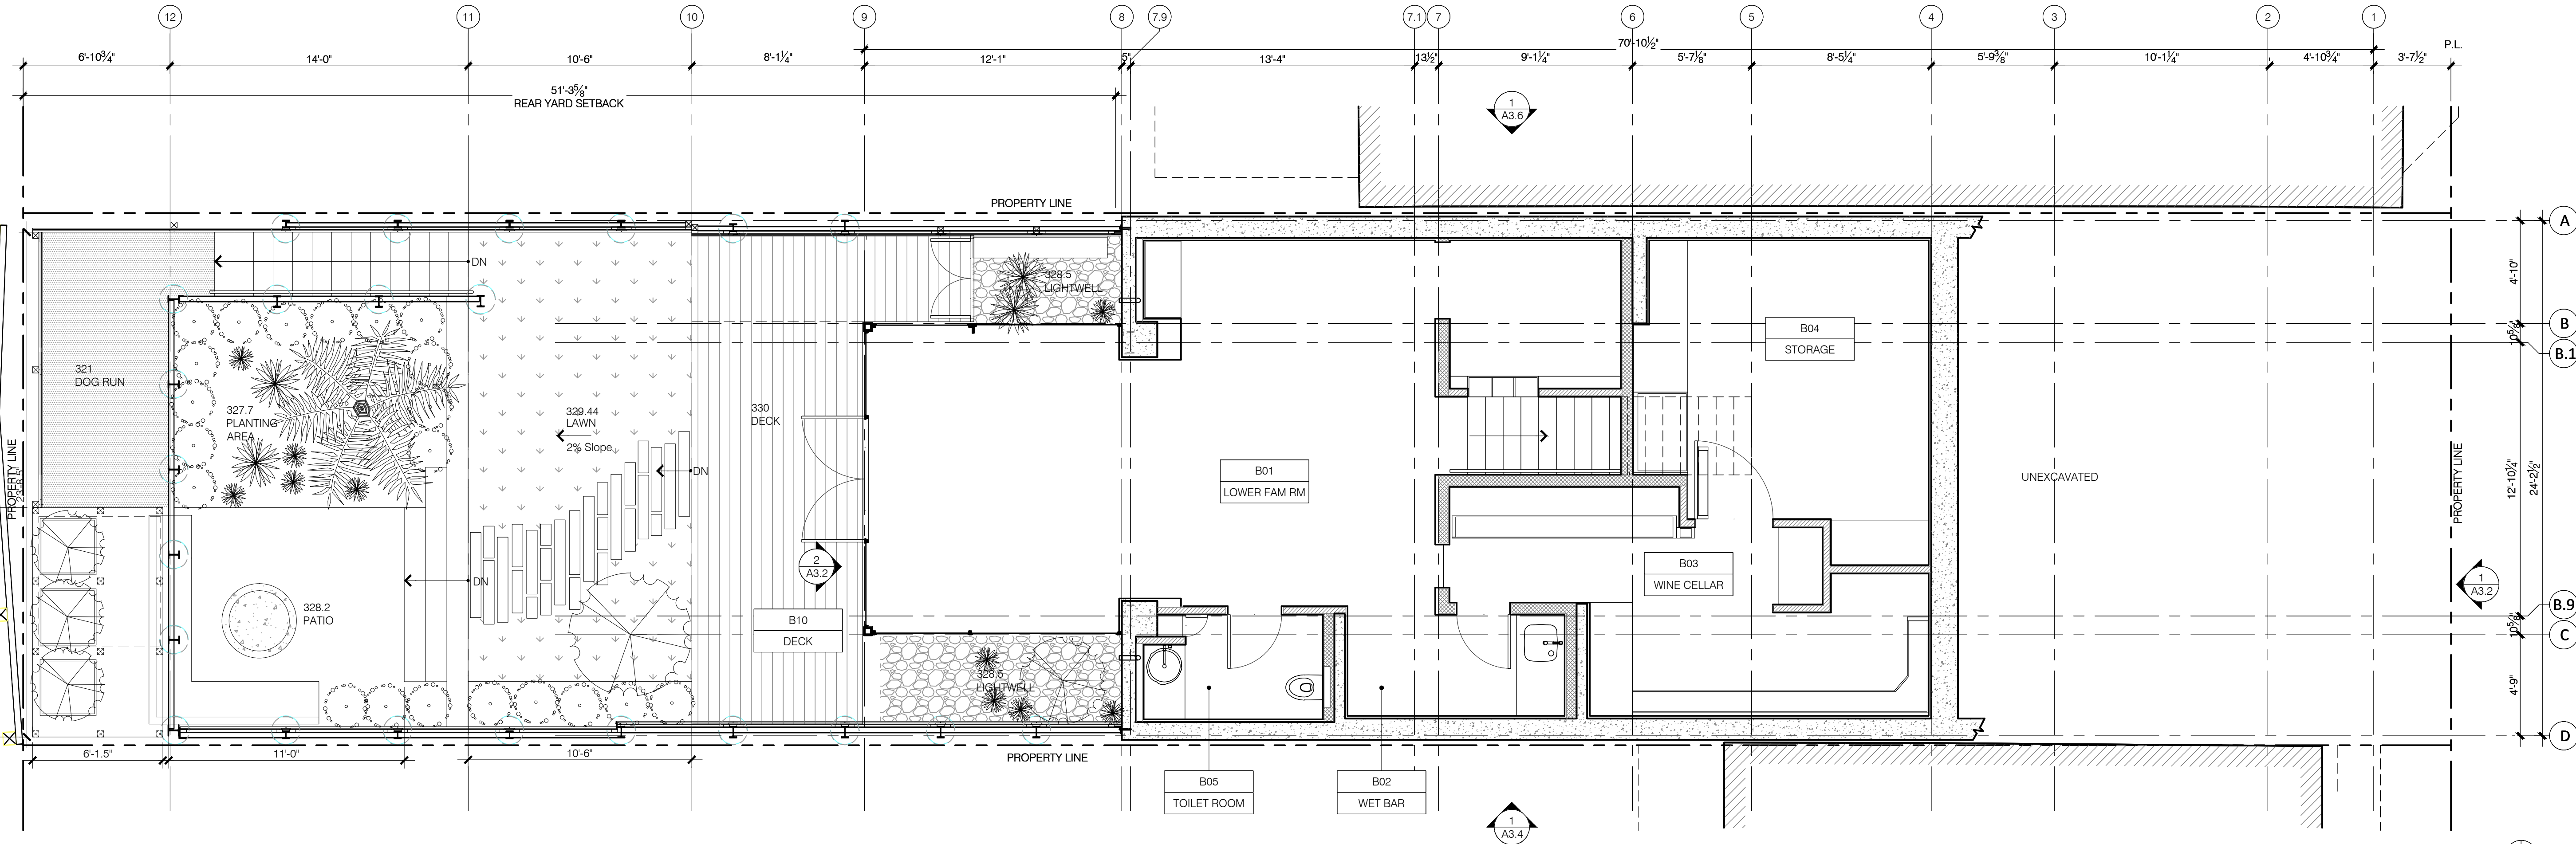 12
11
10
9
8
7.9
7.1
7
6
5
4
3
2
1
6'-10¾"
14'-0"
10'-6"
8'-1¼"
12'-1"
5"
13'-4"
13½"
9'-1¼"
70'-10½"
5'-7⅞"
8'-5¼"
5'-9⅜"
10'-1¼"
4'-10¾"
3'-7½"
P.L.
51'-3⅝"
REAR YARD SETBACK
1
A3.6
PROPERTY LINE
A
B
B.1
B.9
C
D
4'-10"
10⅝"
12'-10¼"
24'-2½"
10⅝"
4'-9"
DN
328.5
LIGHTWELL
B04
STORAGE
321
DOG RUN
327.7
PLANTING
AREA
329.44
LAWN
2% Slope
DN
330
DECK
B01
LOWER FAM RM
UNEXCAVATED
PROPERTY LINE
PROPERTY LINE
23'-8.5"
DN
2
A3.2
B03
WINE CELLAR
1
A3.2
328.2
PATIO
B10
DECK
328.5
LIGHTWELL
6'-1.5"
11'-0"
10'-6"
PROPERTY LINE
B05
TOILET ROOM
B02
WET BAR
1
A3.4